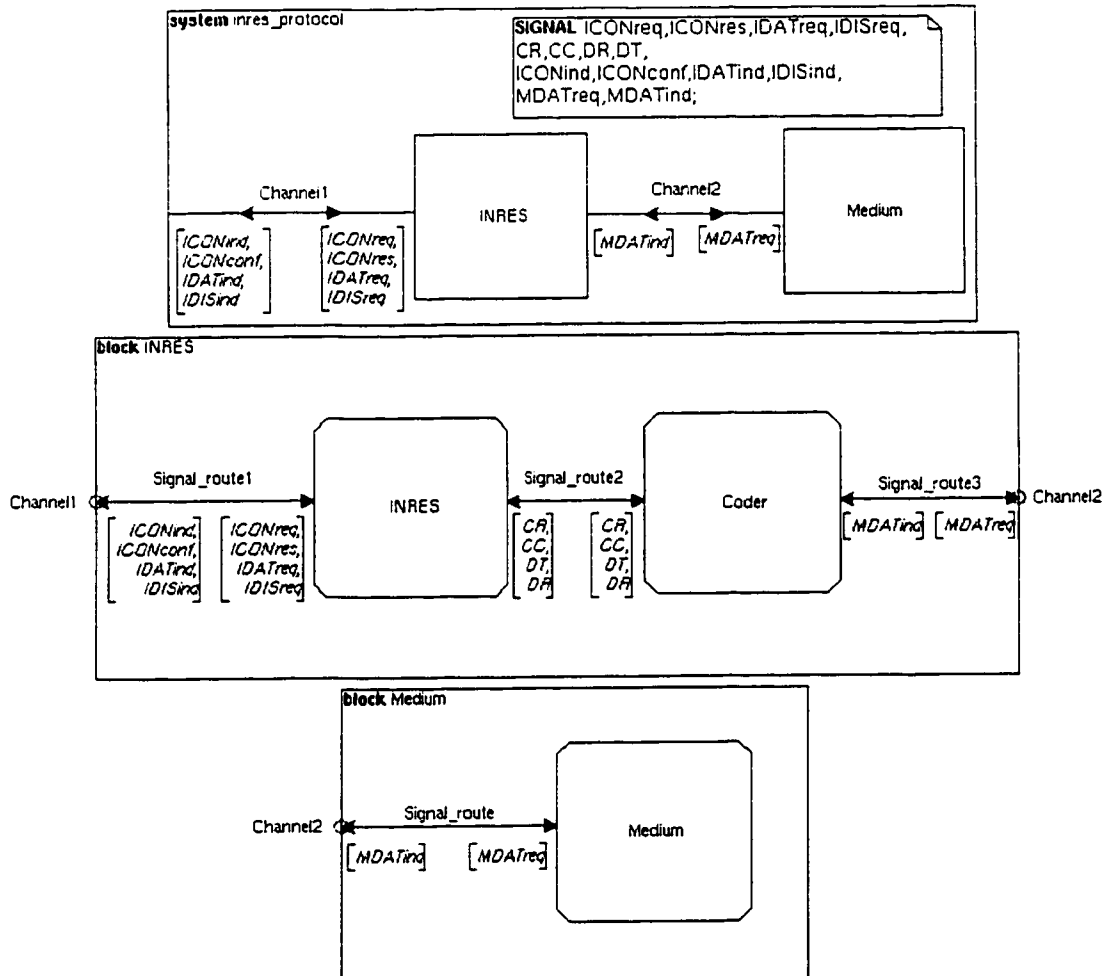 system inres_protocol
SIGNAL ICONreq,ICONres,IDATreq,IDISreq,
CR,CC,DR,DT,
ICONind,ICONconf,IDATind,IDISind,
MDATreq,MDATind;
Channel1
INRES
Channel2
Medium
[ICONind,
ICONconf,
IDATind,
IDISind]
[ICONreq,
ICONres,
IDATreq,
IDISreq]
[MDATind]
[MDATreq]
block INRES
Channel1
Signal_route1
INRES
Signal_route2
Coder
Signal_route3
Channel2
[ICONind,
ICONconf,
IDATind,
IDISind]
[ICONreq,
ICONres,
IDATreq,
IDISreq]
[CR,
CC,
DT,
DR]
[CR,
CC,
DT,
DR]
[MDATind]
[MDATreq]
block Medium
Channel2
Signal_route
Medium
[MDATind]
[MDATreq]